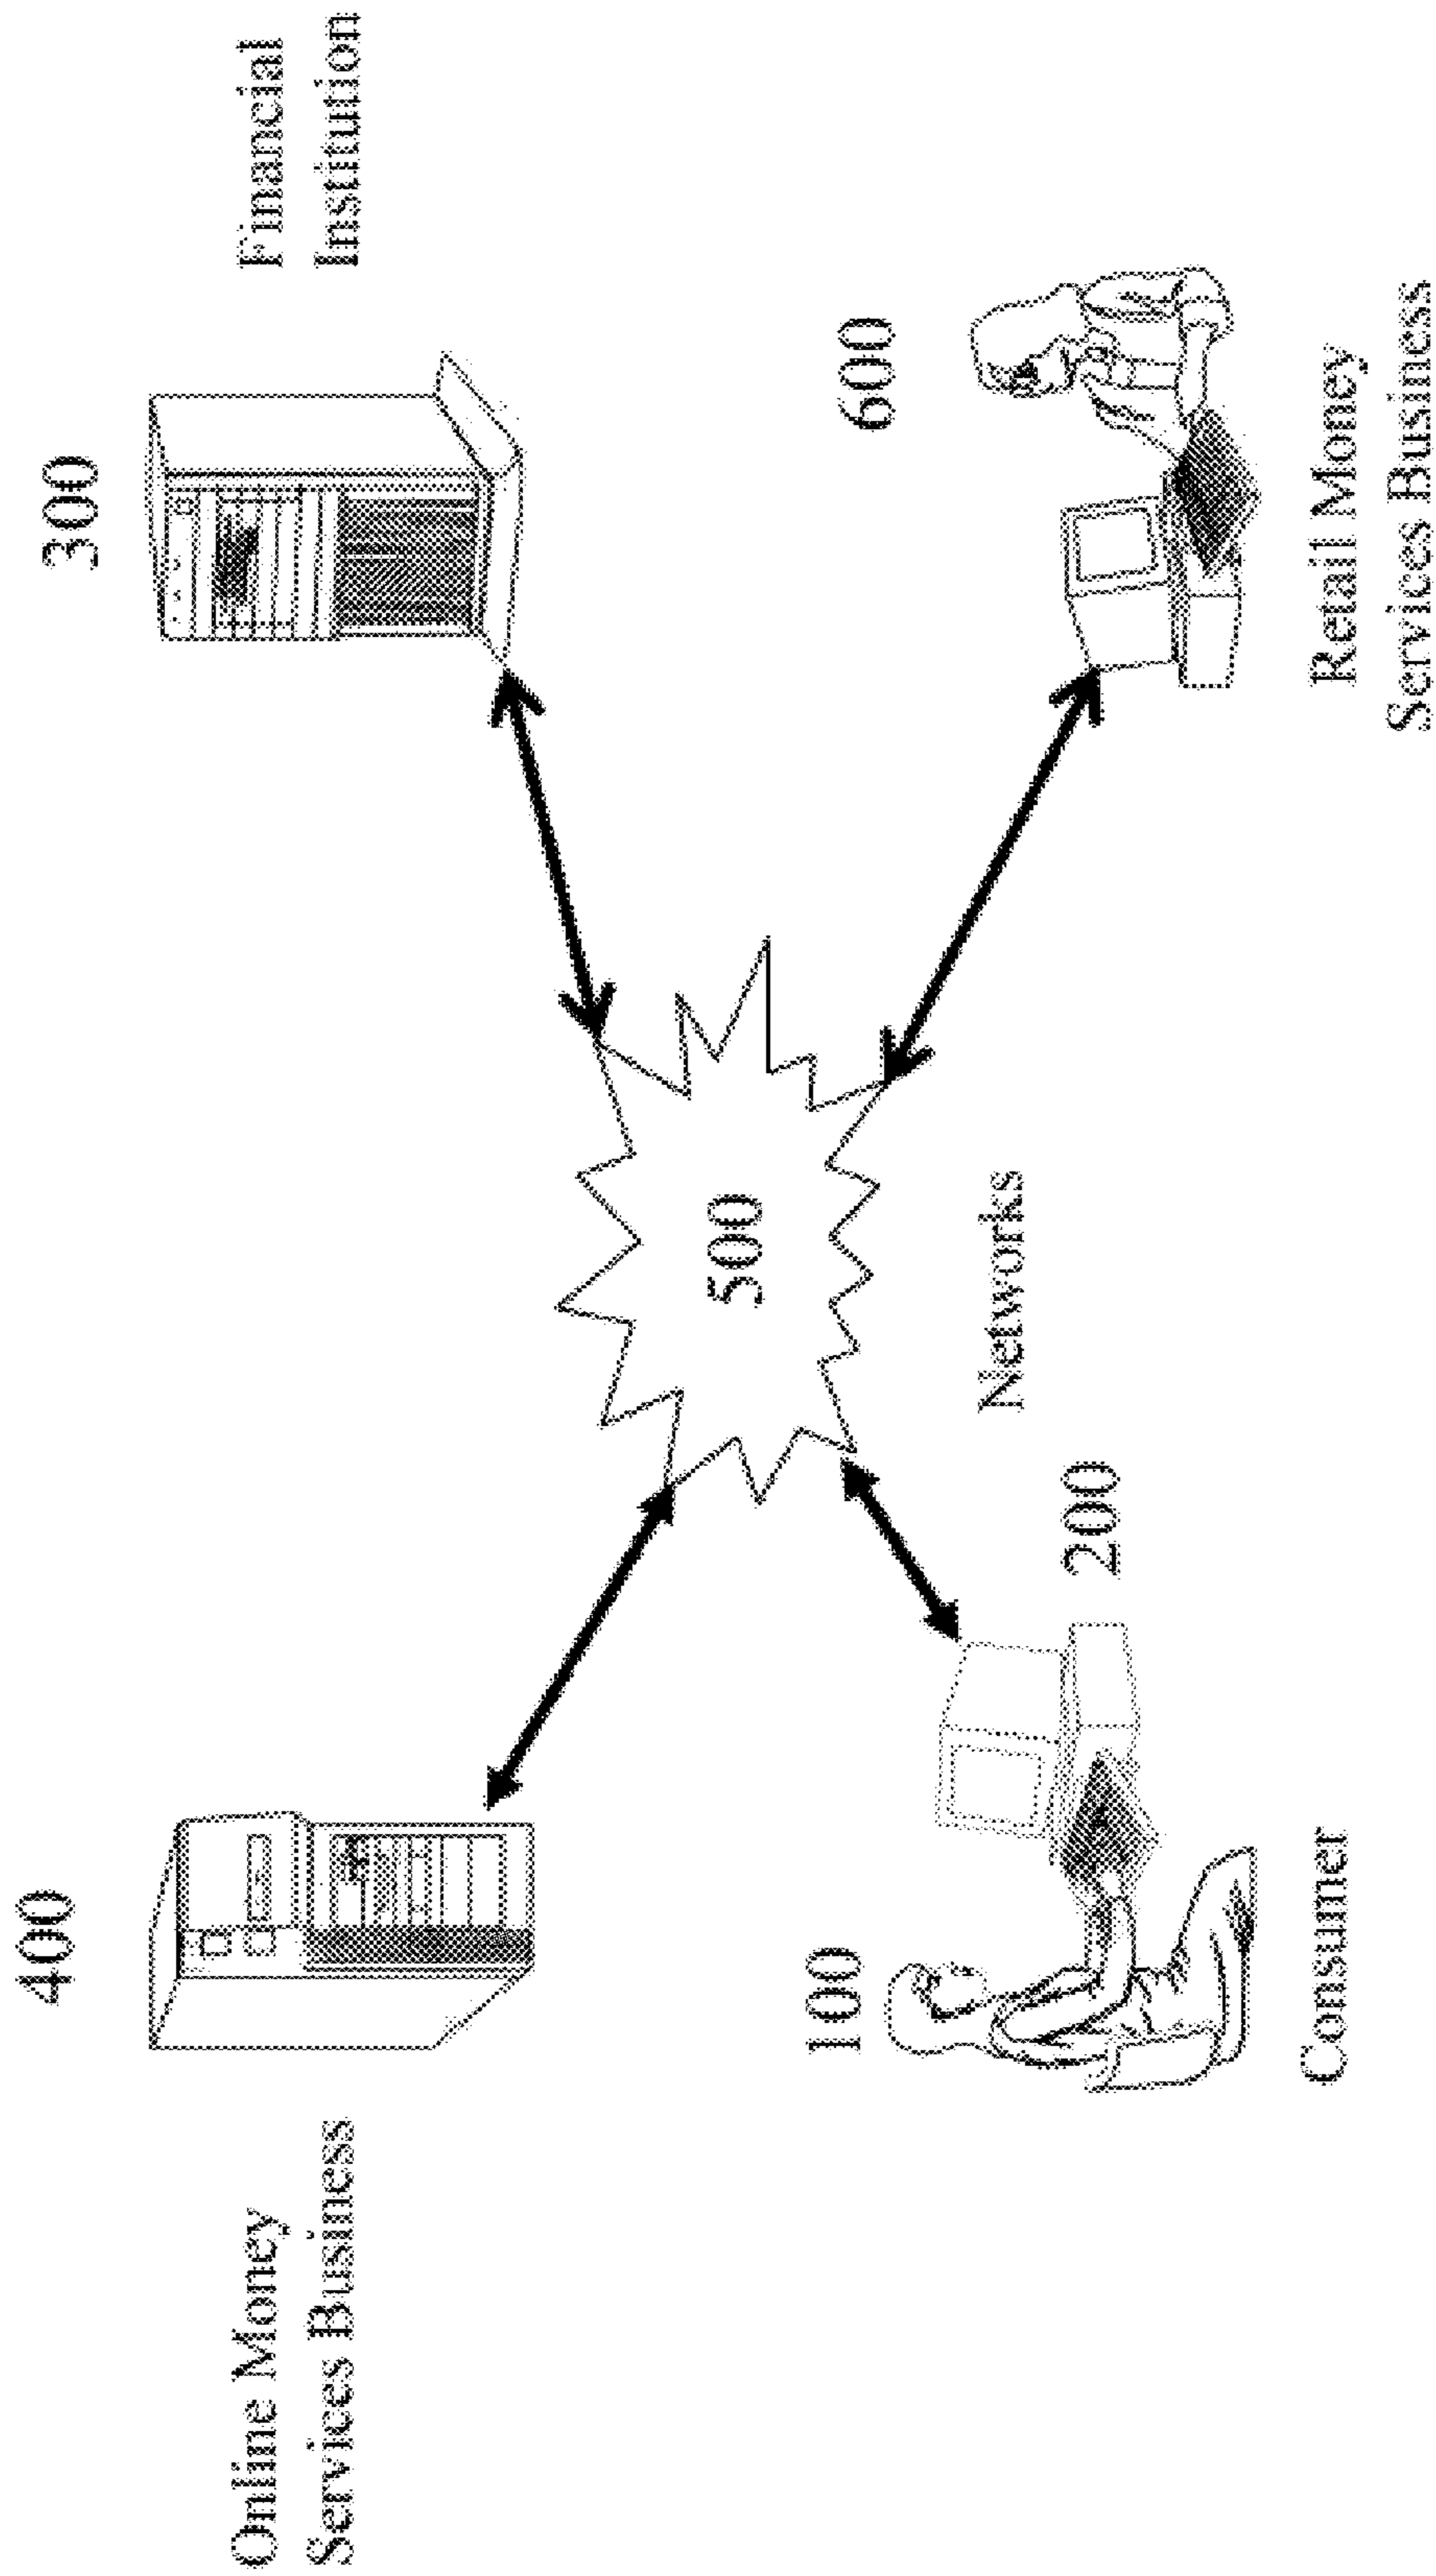 400
Online Money
Services Business
300
Financial
Institution
500
Networks
100
200
Consumer
600
Retail Money
Services Business